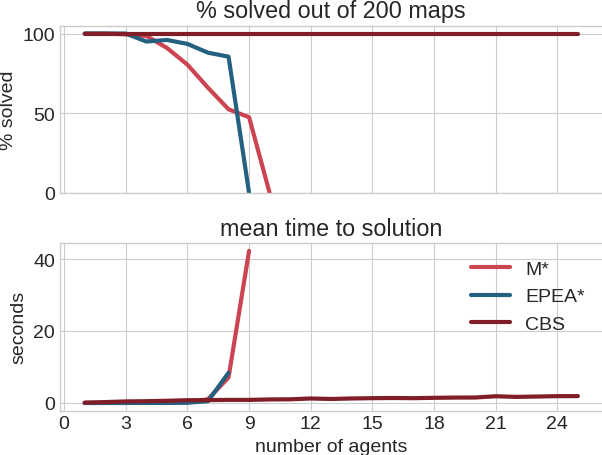 % solved out of 200 maps
100
50
0
% solved
mean time to solution
40
20
0
seconds
M*
EPEA*
CBS
0 3 6 9 12 15 18 21 24
number of agents